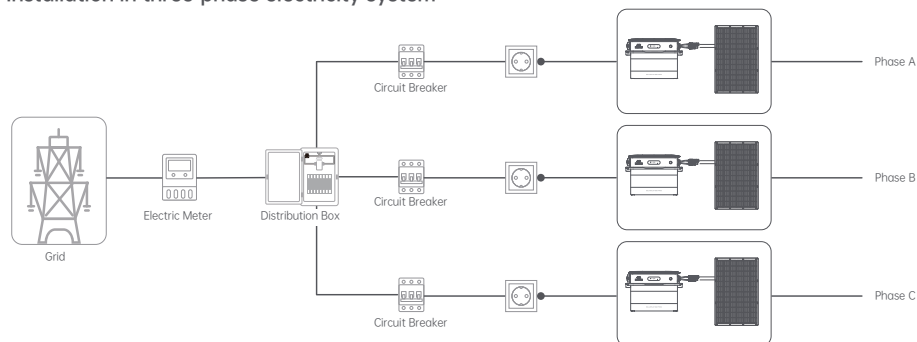 Installation in three-phase electricity system
Phase A
Circuit Breaker
Phase B
Circuit Breaker
Electric Meter
Distribution Box
Grid
Phase C
Circuit Breaker